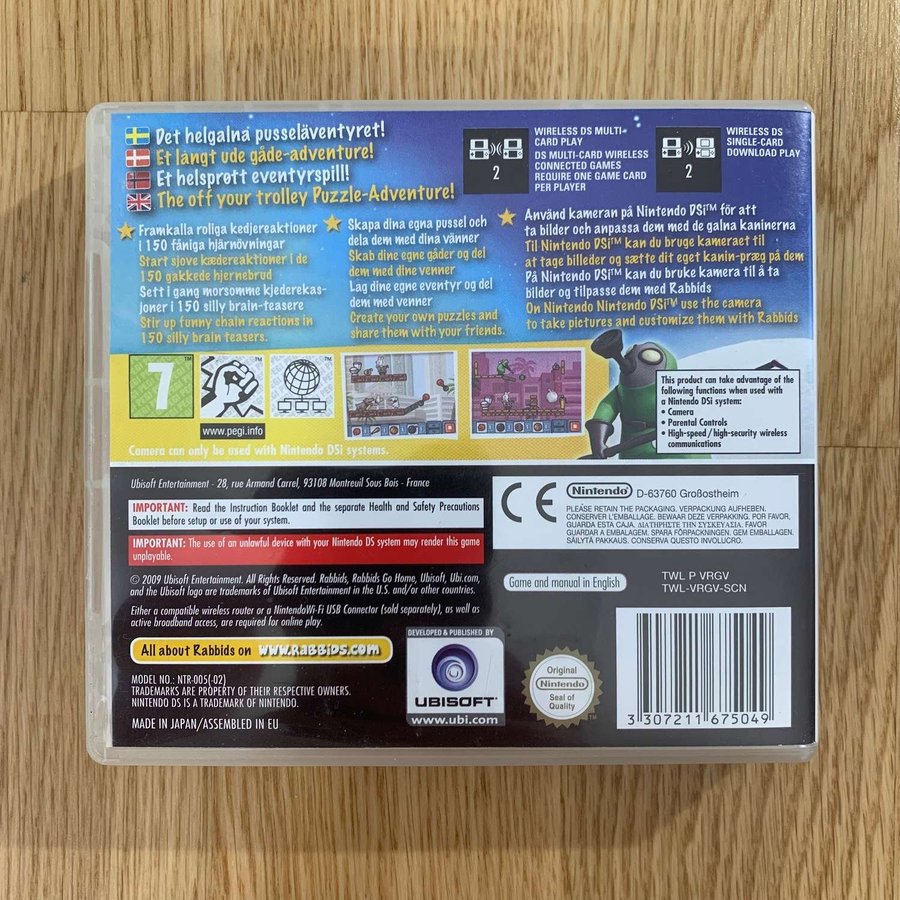 Det helgalna pusseläventyret!
Et langt ude gåde-adventure!
Et helsprøtt eventyrspill!
The off your trolley Puzzle-Adventure!
WIRELESS DS MULTI-
CARD PLAY
DS MULTI-CARD WIRELESS
CONNECTED GAMES
REQUIRE ONE GAME CARD
PER PLAYER
2
WIRELESS DS
SINGLE-CARD
DOWNLOAD PLAY
2
Framkalla roliga kedjereaktioner
i 150 fåniga hjärnövningar
Start sjove kædereaktioner i de
150 gakkede hjernebrud
Sett i gang morsomme kjederekas-
joner i 150 silly brain-teasere
Stir up funny chain reactions in
150 silly brain teasers.
Skapa dina egna pussel och
dela dem med dina vänner
Skab dine egne gåder og del
dem med dine venner
Lag dine egne eventyr og del
dem med venner
Create your own puzzles and
share them with your friends.
Använd kameran på Nintendo DSi™ för att
ta bilder och anpassa dem med de galna kaninerna
Til Nintendo DSi™ kan du bruge kameraet til
at tage billeder og sætte dit eget kanin-præg på dem
På Nintendo DSi™ kan du bruke kamera til å ta
bilder og tilpasse dem med Rabbids
On Nintendo Nintendo DSi™ use the camera
to take pictures and customize them with Rabbids
7
www.pegi.info
This product can take advantage of the
following functions when used with
a Nintendo DSi system:
• Camera
• Parental Controls
• High-speed / high-security wireless
communications
Camera can only be used with Nintendo DSi systems.
Ubisoft Entertainment - 28, rue Armand Carrel, 93108 Montreuil Sous Bois - France
IMPORTANT: Read the Instruction Booklet and the separate Health and Safety Precautions
Booklet before setup or use of your system.
IMPORTANT: The use of an unlawful device with your Nintendo DS system may render this game
unplayable.
CE
Nintendo D-63760 Großostheim
PLEASE RETAIN THE PACKAGING. VERPACKUNG AUFHEBEN.
CONSERVER L'EMBALAGE. BEWAAR DEZE VERPAKKING. POR FAVOR,
GUARDA ESTA CAJA. ΔΙΑΤΗΡΗΣΤΕ ΤΗΝ ΣΥΣΚΕΥΑΣΙΑ. FAVOR
GUARDAR A EMBALAGEM. SPARA FÖRPACKNINGEN. GEM EMBALLAGEN.
SÄILYTÄ PAKKAUS. CONSERVA QUESTO INVOLUCRO.
© 2009 Ubisoft Entertainment. All Rights Reserved. Rabbids, Rabbids Go Home, Ubisoft, Ubi.com,
and the Ubisoft logo are trademarks of Ubisoft Entertainment in the U.S. and/or other countries.
Either a compatible wireless router or a NintendoWi-Fi USB Connector (sold separately), as well as
active broadband access, are required for online play.
Game and manual in English
TWL P VRGV
TWL-VRGV-SCN
All about Rabbids on www.Rabbids.com
DEVELOPED & PUBLISHED BY
UBISOFT
www.ubi.com
MODEL NO.: NTR-005(-02)
TRADEMARKS ARE PROPERTY OF THEIR RESPECTIVE OWNERS.
NINTENDO DS IS A TRADEMARK OF NINTENDO.
MADE IN JAPAN/ASSEMBLED IN EU
Original
Nintendo
Seal of
Quality
™
3 307211 675049